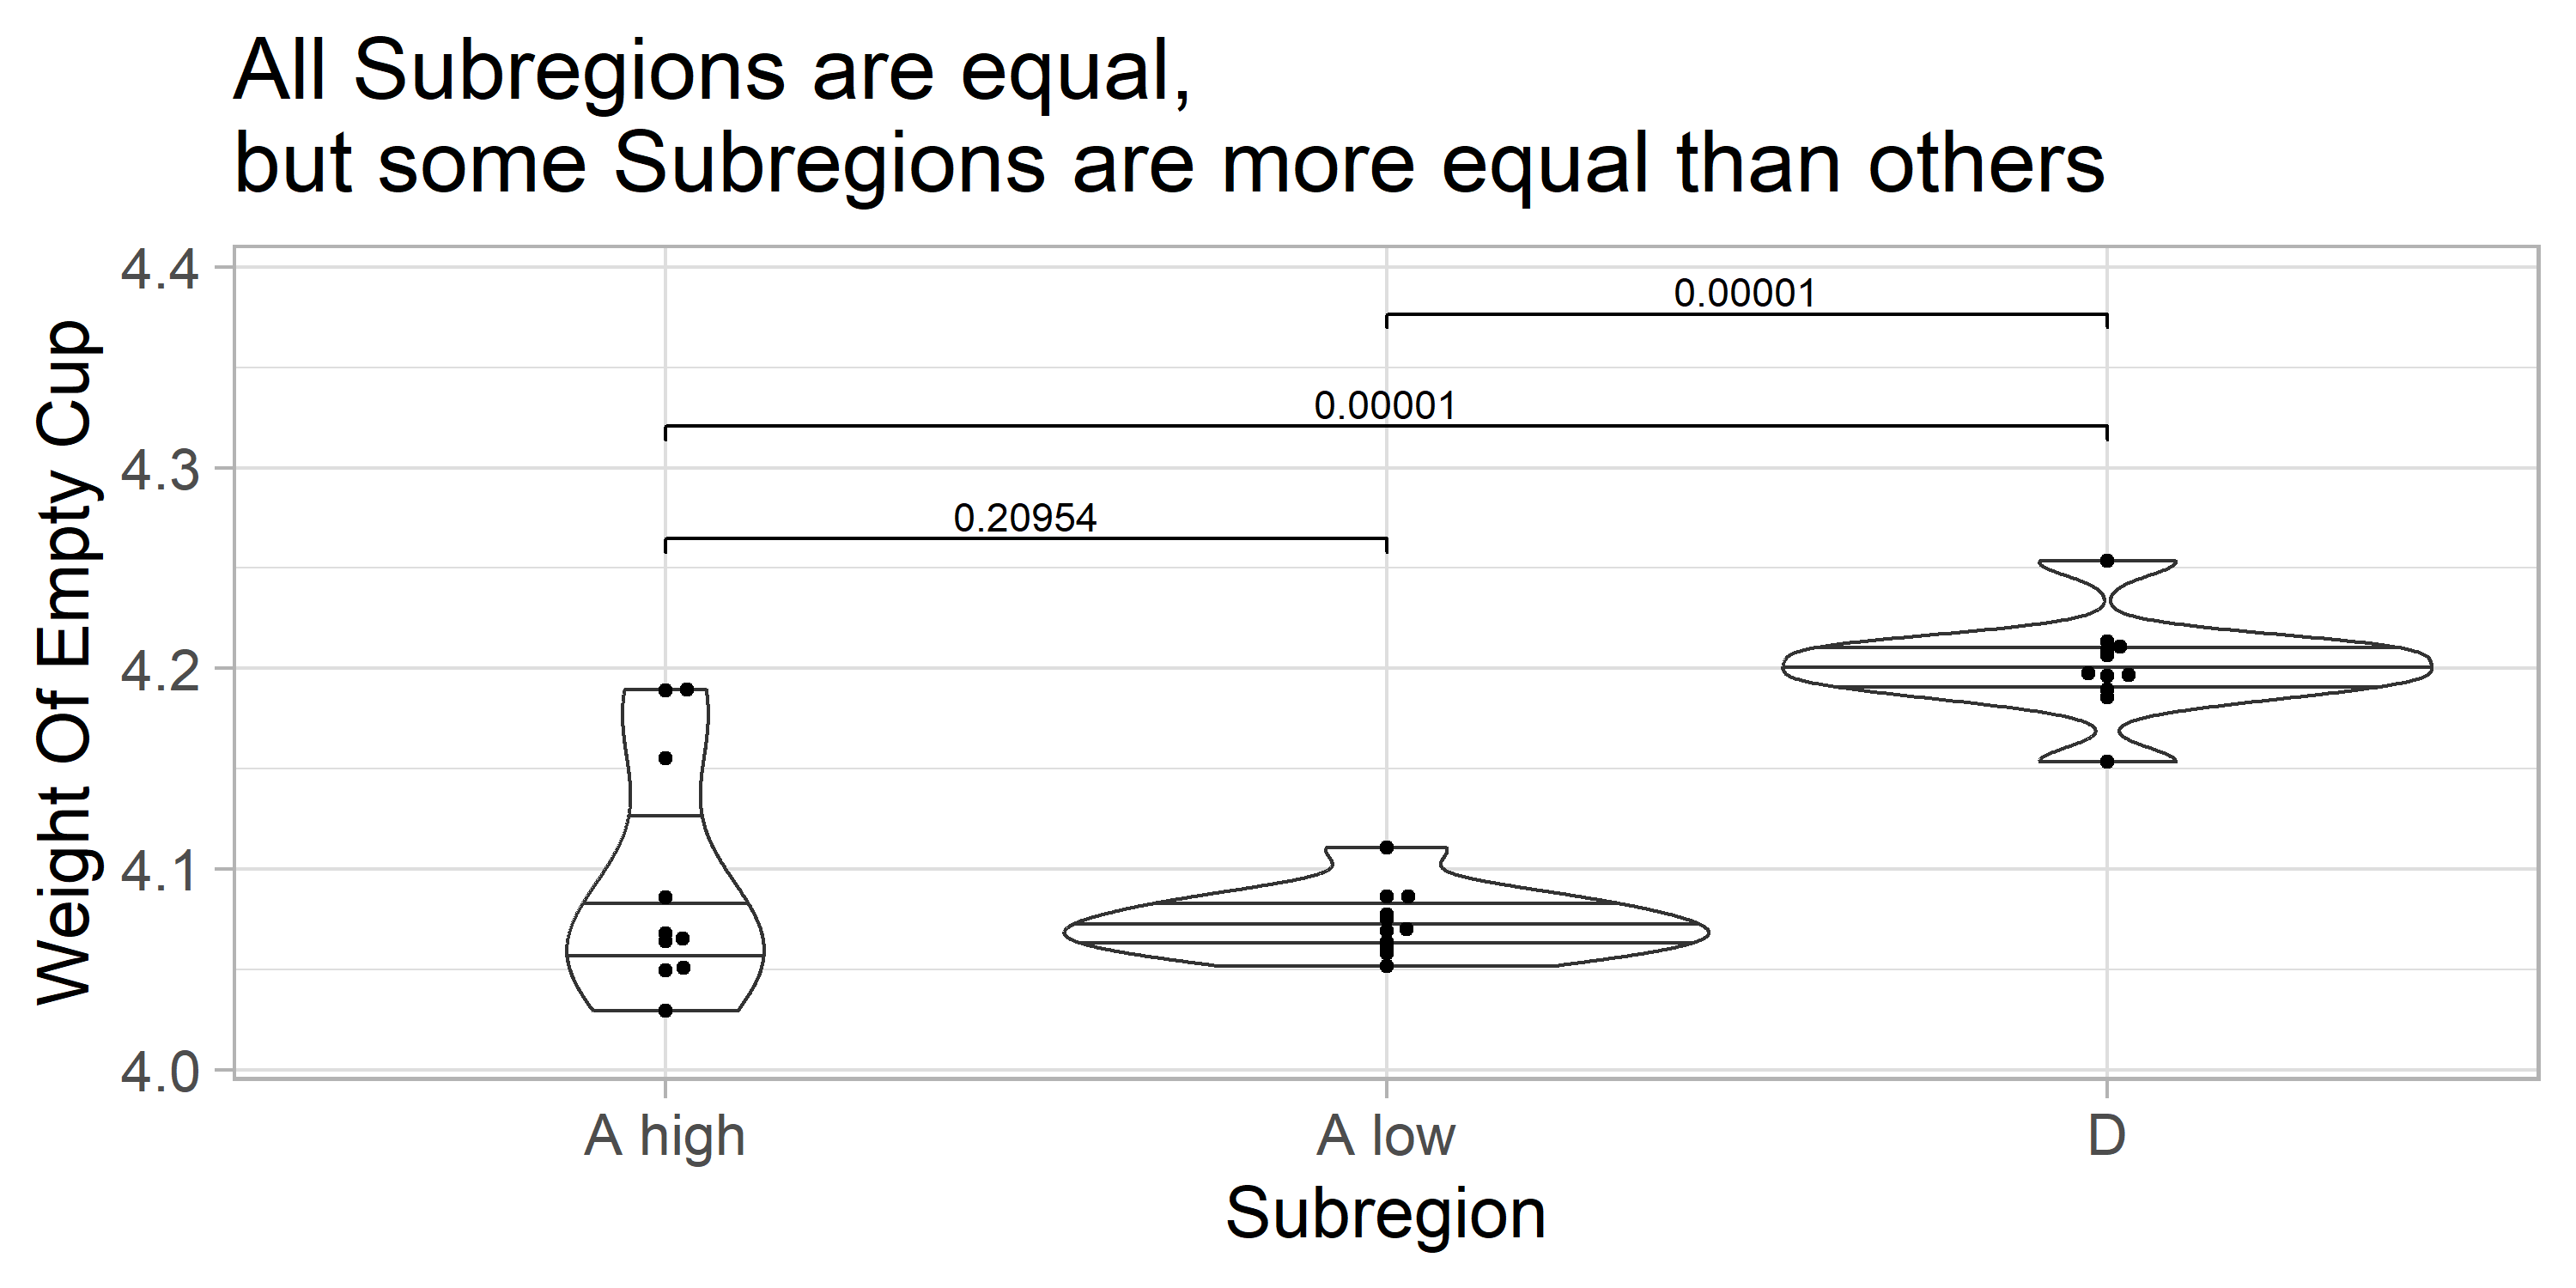 All Subregions are equal,
but some Subregions are more equal than others
Weight Of Empty Cup
4.4
4.3
4.2
4.1
4.0
0.00001
0.00001
0.20954
A high
A low
D
Subregion